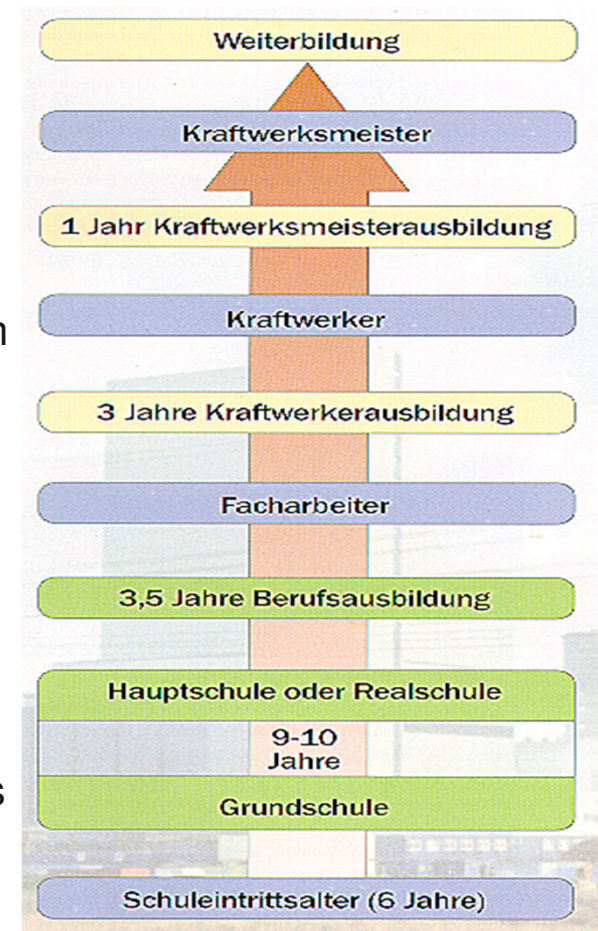 Weiterbildung
Kraftwerksmeister
1 Jahr Kraftwerksmeisterausbildung
n
Kraftwerker
3 Jahre Kraftwerkerausbildung
Facharbeiter
3,5 Jahre Berufsausbildung
Hauptschule oder Realschule
9-10
Jahre
s
Grundschule
Schuleintrittsalter (6 Jahre)